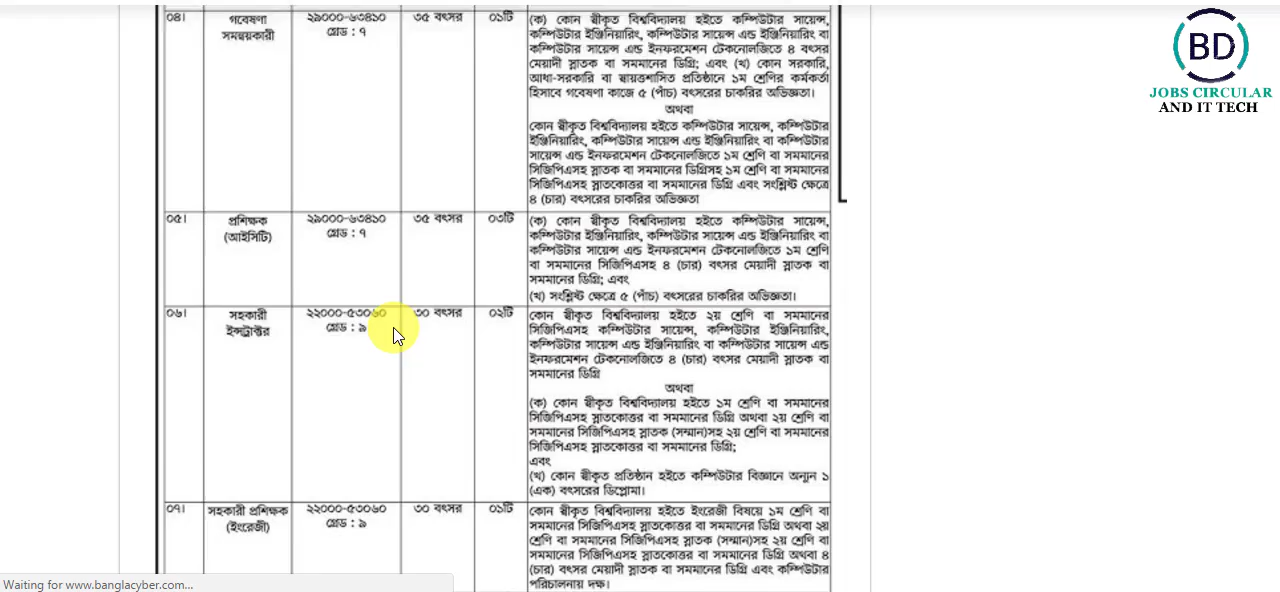 ০৪। গবেষণা ২৯০০০-৬৩৪১০ ৩৫ বৎসর ০১টি (ক) কোন স্বীকৃত বিশ্ববিদ্যালয় হইতে কম্পিউটার সায়েন্স,
সমন্বয়কারী গ্রেড : ৭ কম্পিউটার ইঞ্জিনিয়ারিং, কম্পিউটার সায়েন্স এন্ড ইঞ্জিনিয়ারিং বা
কম্পিউটার সায়েন্স এন্ড ইনফরমেশন টেকনোলজিতে ৪ বৎসর
মেয়াদী স্নাতক বা সমমানের ডিগ্রি; এবং (খ) কোন সরকারি,
আধা-সরকারি বা স্বায়ত্তশাসিত প্রতিষ্ঠানে ১ম শ্রেণির কর্মকর্তা
হিসাবে গবেষণা কাজে ৫ (পাঁচ) বৎসরের চাকরির অভিজ্ঞতা।
অথবা
কোন স্বীকৃত বিশ্ববিদ্যালয় হইতে কম্পিউটার সায়েন্স, কম্পিউটার
ইঞ্জিনিয়ারিং, কম্পিউটার সায়েন্স এন্ড ইঞ্জিনিয়ারিং বা কম্পিউটার
সায়েন্স এন্ড ইনফরমেশন টেকনোলজিতে ১ম শ্রেণি বা সমমানের
সিজিপিএসহ স্নাতক বা সমমানের ডিগ্রিসহ ১ম শ্রেণি বা সমমানের
সিজিপিএসহ স্নাতকোত্তর বা সমমানের ডিগ্রি এবং সংশ্লিষ্ট ক্ষেত্রে
৪ (চার) বৎসরের চাকরির অভিজ্ঞতা
০৫। প্রশিক্ষক ২৯০০০-৬৩৪১০ ৩৫ বৎসর ০৩টি (ক) কোন স্বীকৃত বিশ্ববিদ্যালয় হইতে কম্পিউটার সায়েন্স,
(আইসিটি) গ্রেড : ৭ কম্পিউটার ইঞ্জিনিয়ারিং, কম্পিউটার সায়েন্স এন্ড ইঞ্জিনিয়ারিং বা
কম্পিউটার সায়েন্স এন্ড ইনফরমেশন টেকনোলজিতে ১ম শ্রেণি
বা সমমানের সিজিপিএসহ ৪ (চার) বৎসর মেয়াদী স্নাতক বা
সমমানের ডিগ্রি; এবং
(খ) সংশ্লিষ্ট ক্ষেত্রে ৫ (পাঁচ) বৎসরের চাকরির অভিজ্ঞতা।
০৬। সহকারী ২২০০০-৫৩০৬০ ৩০ বৎসর ০২টি কোন স্বীকৃত বিশ্ববিদ্যালয় হইতে ২য় শ্রেণি বা সমমানের
ইন্সট্রাক্টর গ্রেড : ৯ সিজিপিএসহ কম্পিউটার সায়েন্স, কম্পিউটার ইঞ্জিনিয়ারিং,
কম্পিউটার সায়েন্স এন্ড ইঞ্জিনিয়ারিং বা কম্পিউটার সায়েন্স এন্ড
ইনফরমেশন টেকনোলজিতে ৪ (চার) বৎসর মেয়াদী স্নাতক বা
সমমানের ডিগ্রি
অথবা
(ক) কোন স্বীকৃত বিশ্ববিদ্যালয় হইতে ১ম শ্রেণি বা সমমানের
সিজিপিএসহ স্নাতকোত্তর বা সমমানের ডিগ্রি অথবা ২য় শ্রেণি বা
সমমানের সিজিপিএসহ স্নাতক (সম্মান)সহ ২য় শ্রেণি বা সমমানের
সিজিপিএসহ স্নাতকোত্তর বা সমমানের ডিগ্রি;
এবং
(খ) কোন স্বীকৃত প্রতিষ্ঠান হইতে কম্পিউটার বিজ্ঞানে অন্যুন ১
(এক) বৎসরের ডিপ্লোমা।
০৭। সহকারী প্রশিক্ষক ২২০০০-৫৩০৬০ ৩০ বৎসর ০১টি কোন স্বীকৃত বিশ্ববিদ্যালয় হইতে ইংরেজী বিষয়ে ১ম শ্রেণি বা
(ইংরেজী) গ্রেড : ৯ সমমানের সিজিপিএসহ স্নাতকোত্তর বা সমমানের ডিগ্রি অথবা ২য়
শ্রেণি বা সমমানের সিজিপিএসহ স্নাতক (সম্মান)সহ ২য় শ্রেণি বা
সমমানের সিজিপিএসহ স্নাতকোত্তর বা সমমানের ডিগ্রি অথবা ৪
(চার) বৎসর মেয়াদী স্নাতক বা সমমানের ডিগ্রি এবং কম্পিউটার
পরিচালনায় দক্ষ।
BD
JOBS CIRCULAR
AND IT TECH
Waiting for www.banglacyber.com...